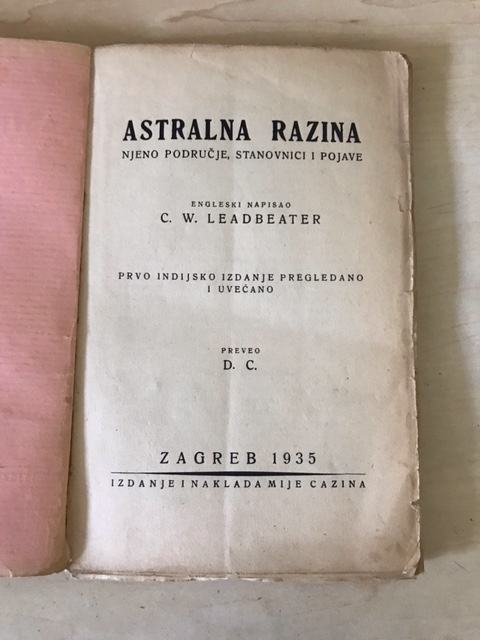 ASTRALNA RAZINA
NJENO PODRUČJE, STANOVNICI I POJAVE
ENGLESKI NAPISAO
C. W. LEADBEATER
PRVO INDIJSKO IZDANJE PREGLEDANO
I UVEĆANO
PREVEO
D. C.
ZAGREB 1935
IZDANJE I NAKLADA MIJE CAZINA